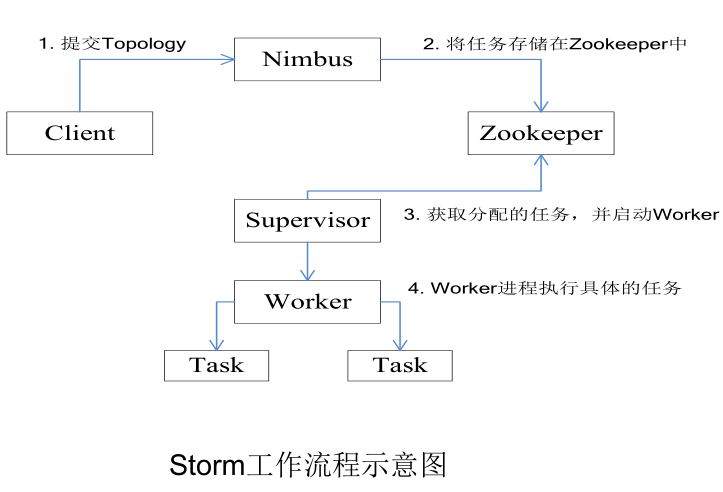 1. 提交Topology
Nimbus
2. 将任务存储在Zookeeper中
Client
Zookeeper
Supervisor
3. 获取分配的任务，并启动Worker
Worker
4. Worker进程执行具体的任务
Task
Task
Storm工作流程示意图